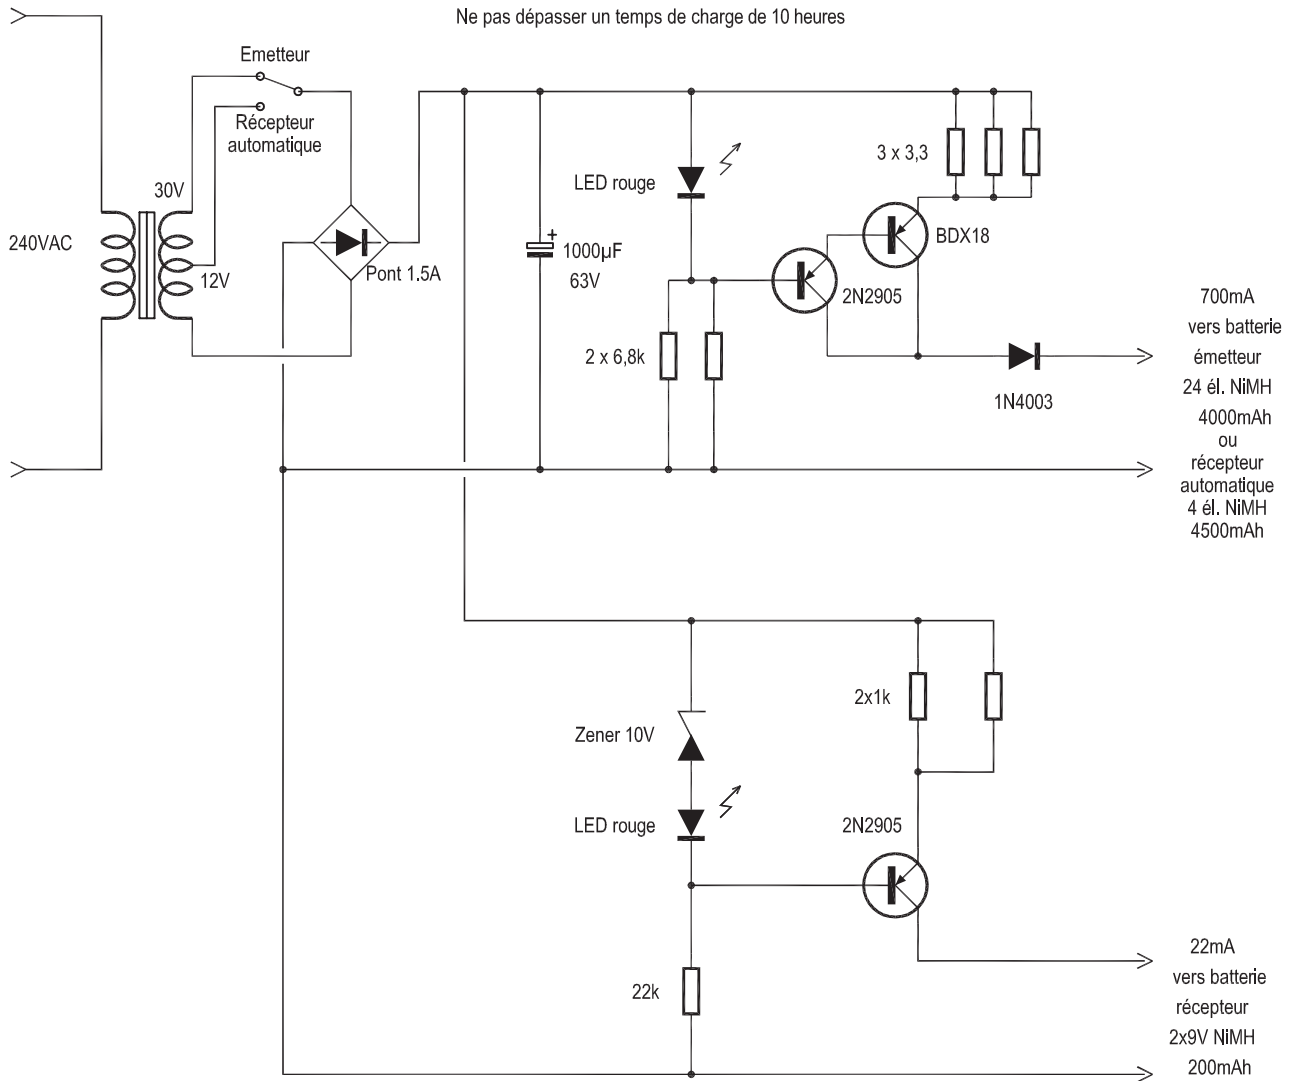 Ne pas dépasser un temps de charge de 10 heures
Emetteur
Récepteur
automatique
30V
240VAC
12V
Pont 1.5A
+
1000µF
63V
LED rouge
3 x 3,3
BDX18
2N2905
2 x 6,8k
1N4003
700mA
vers batterie
émetteur
24 él. NiMH
4000mAh
ou
récepteur
automatique
4 él. NiMH
4500mAh
Zener 10V
2x1k
LED rouge
2N2905
22k
22mA
vers batterie
récepteur
2x9V NiMH
200mAh